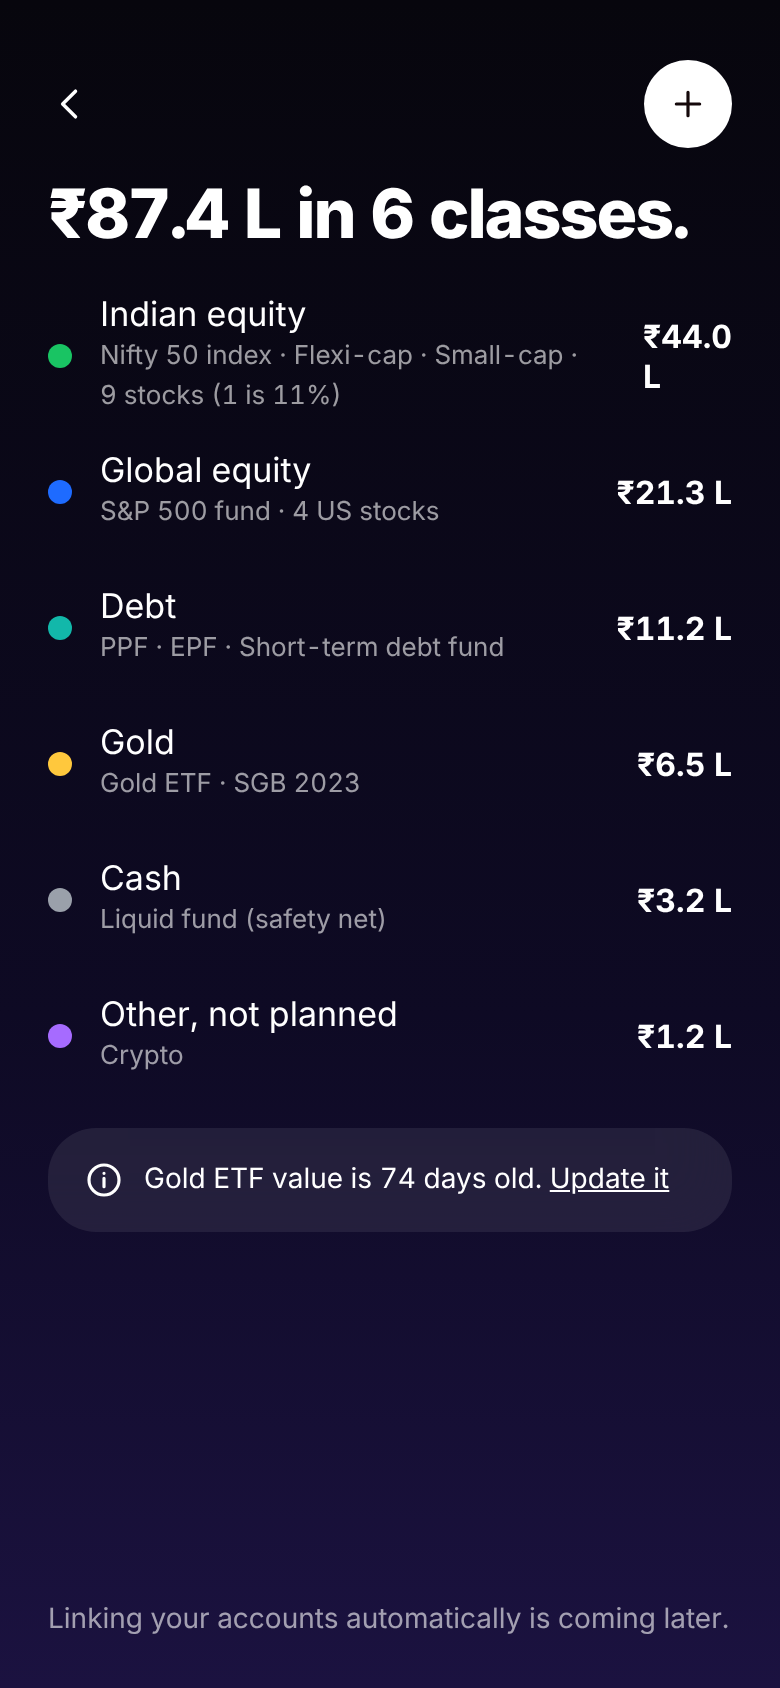 ₹87.4 L in 6 classes.
Indian equity
Nifty 50 index · Flexi-cap · Small-cap ·
9 stocks (1 is 11%)
₹44.0
L
Global equity
S&P 500 fund · 4 US stocks
₹21.3 L
Debt
PPF · EPF · Short-term debt fund
₹11.2 L
Gold
Gold ETF · SGB 2023
₹6.5 L
Cash
Liquid fund (safety net)
₹3.2 L
Other, not planned
Crypto
₹1.2 L
Gold ETF value is 74 days old. Update it
Linking your accounts automatically is coming later.